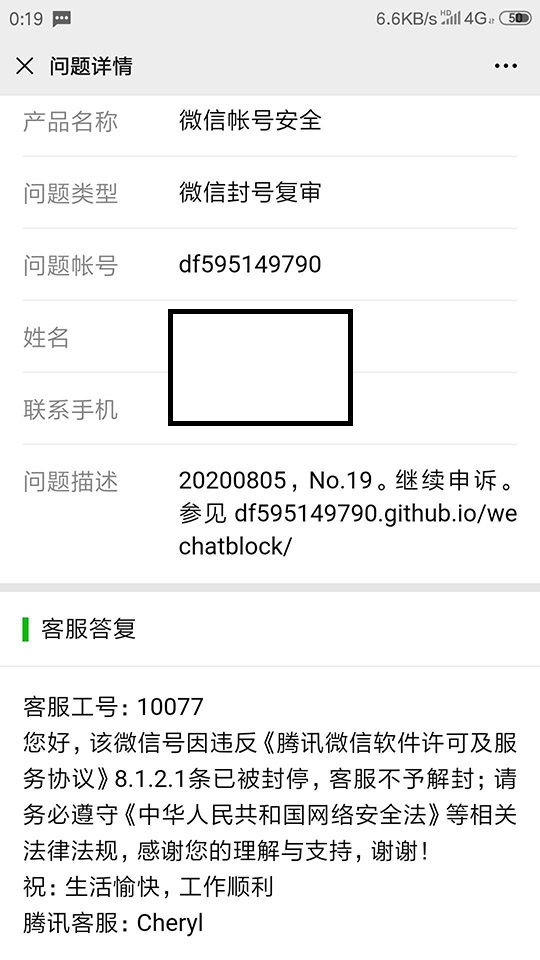 0:19 6.6KB/s HD 4G 50
问题详情
产品名称 微信帐号安全
问题类型 微信封号复审
问题帐号 df595149790
姓名
联系手机
问题描述 20200805，No.19。继续申诉。
参见 df595149790.github.io/we
chatblock/
客服答复
客服工号：10077
您好，该微信号因违反《腾讯微信软件许可及服
务协议》8.1.2.1条已被封停，客服不予解封；请
务必遵守《中华人民共和国网络安全法》等相关
法律法规，感谢您的理解与支持，谢谢！
祝：生活愉快，工作顺利
腾讯客服：Cheryl